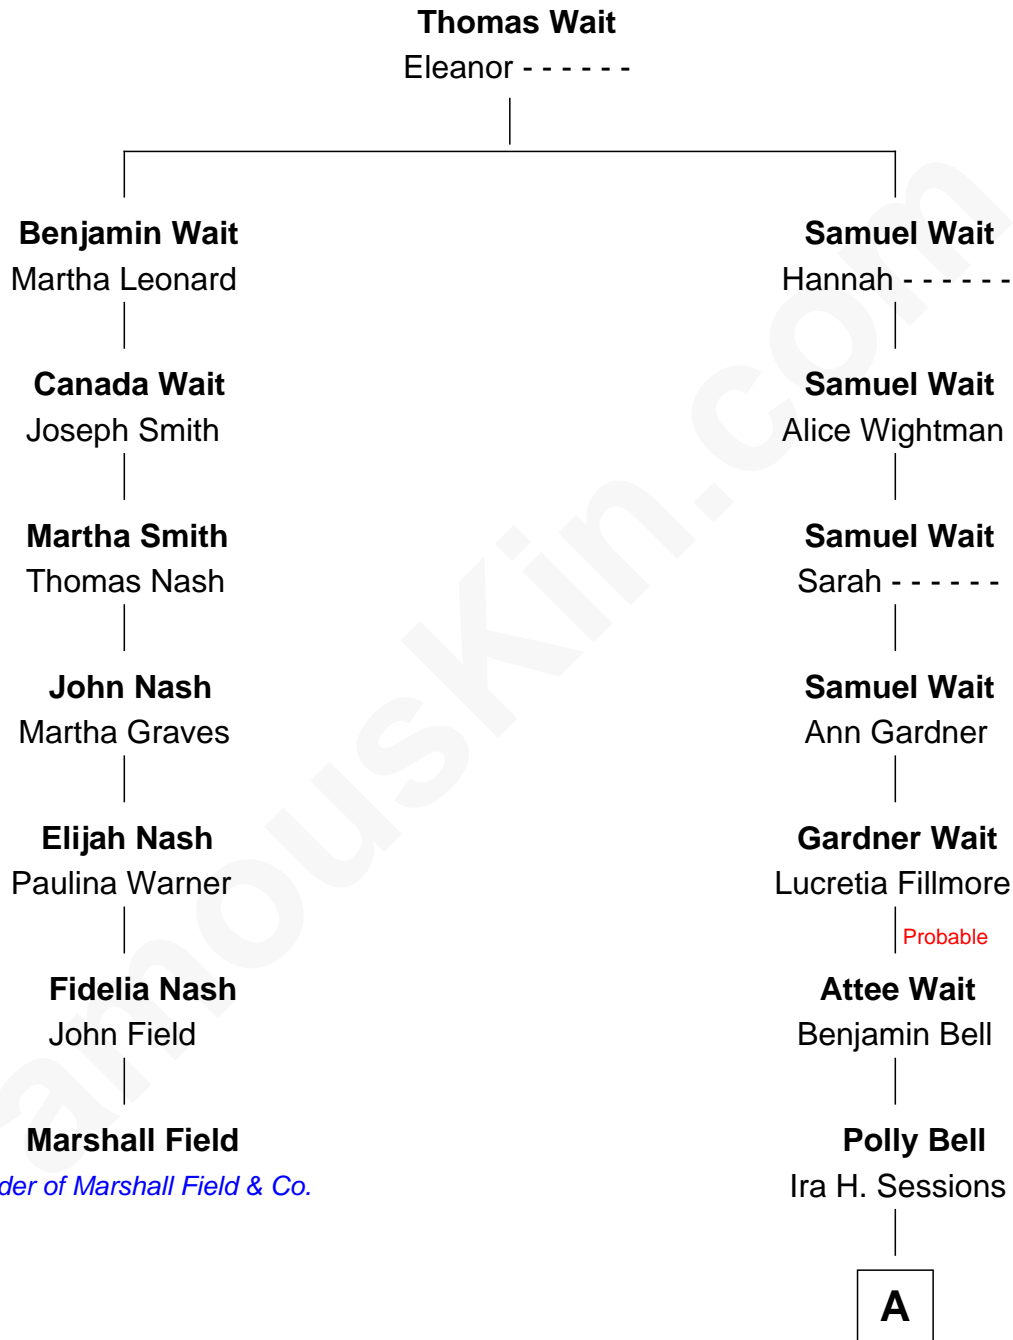 Thomas Wait
Eleanor - - - - - -
Benjamin Wait
Martha Leonard
Samuel Wait
Hannah - - - - - -
Canada Wait
Joseph Smith
Samuel Wait
Alice Wightman
Martha Smith
Thomas Nash
Samuel Wait
Sarah - - - - - -
John Nash
Martha Graves
Samuel Wait
Ann Gardner
Elijah Nash
Paulina Warner
Gardner Wait
Lucretia Fillmore
Probable
Fidelia Nash
John Field
Attee Wait
Benjamin Bell
Marshall Field
der of Marshall Field & Co.
Polly Bell
Ira H. Sessions
A
amouskin.com